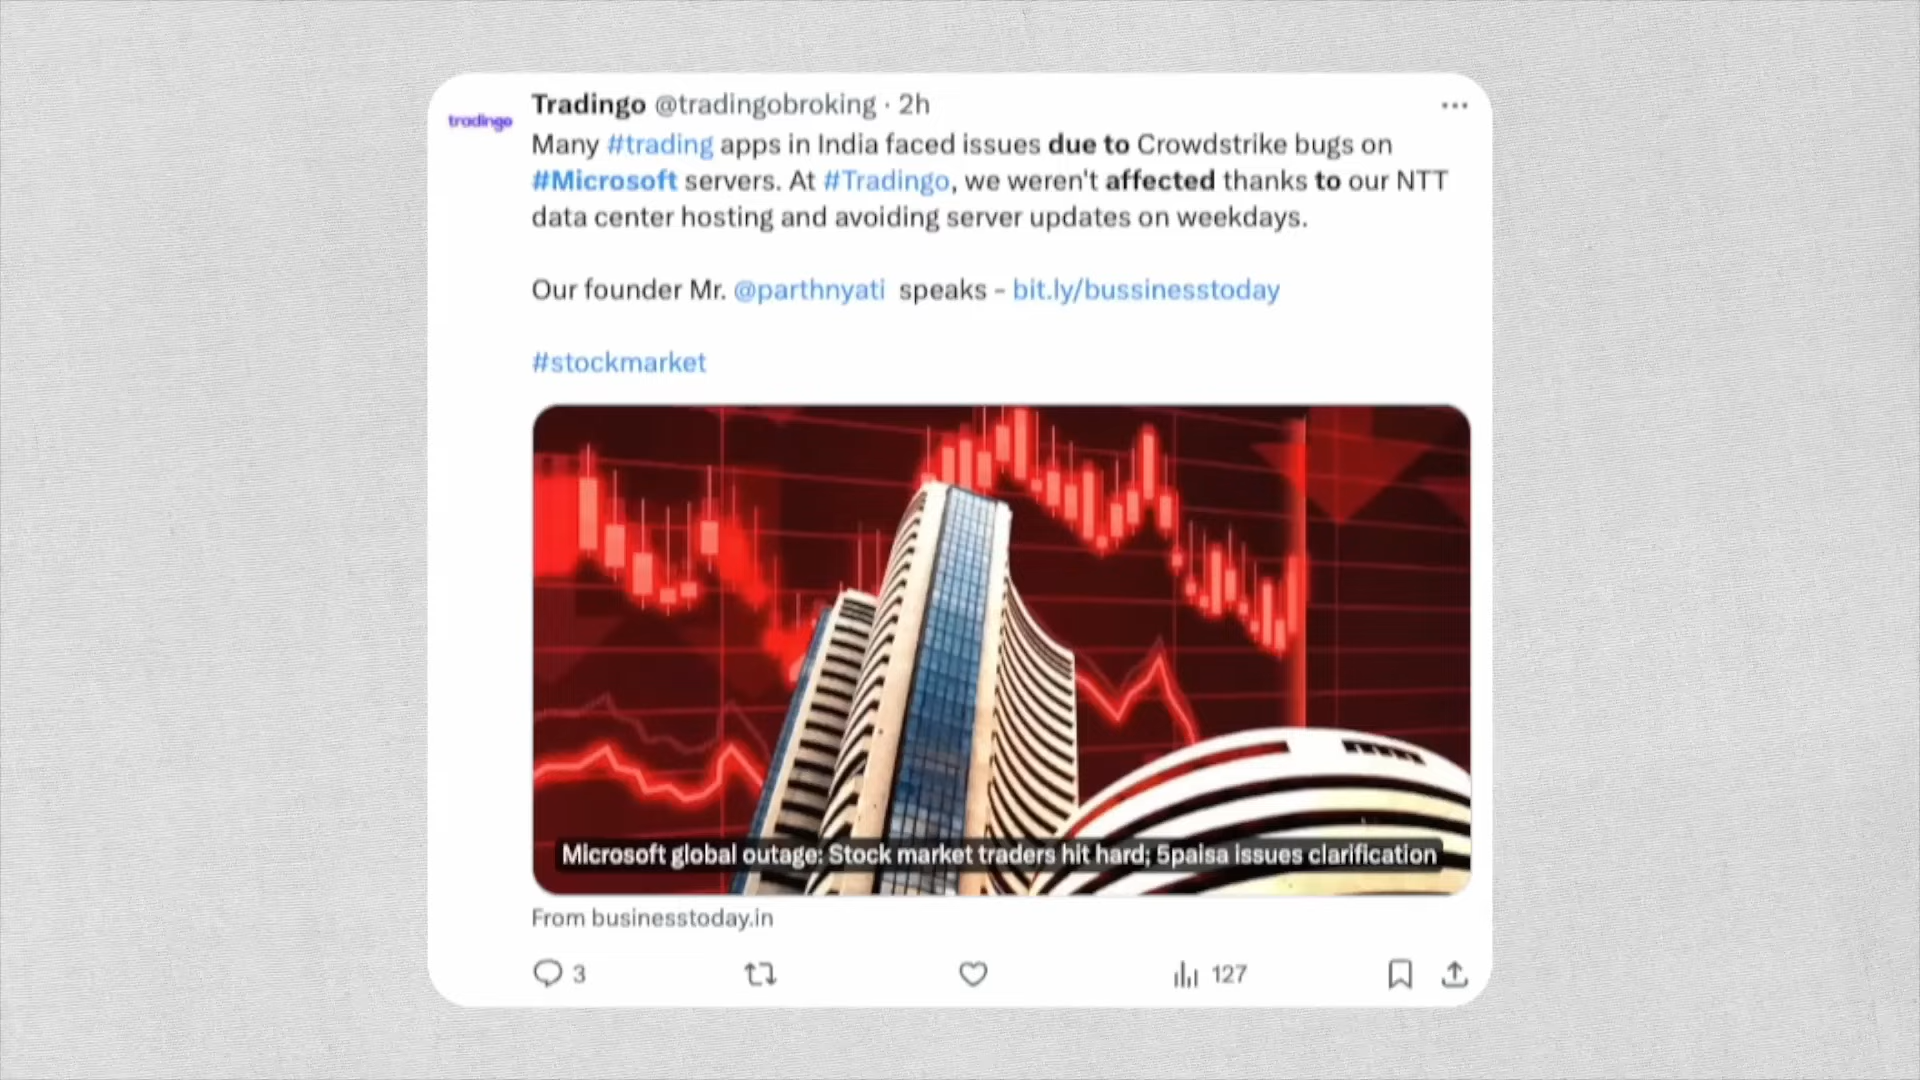 tradingo
Tradingo @tradingobroking · 2h
Many #trading apps in India faced issues due to Crowdstrike bugs on
#Microsoft servers. At #Tradingo, we weren't affected thanks to our NTT
data center hosting and avoiding server updates on weekdays.
Our founder Mr. @parthnyati speaks - bit.ly/bussinesstoday
#stockmarket
Microsoft global outage: Stock market traders hit hard; 5paisa issues clarification
From businesstoday.in
3
127